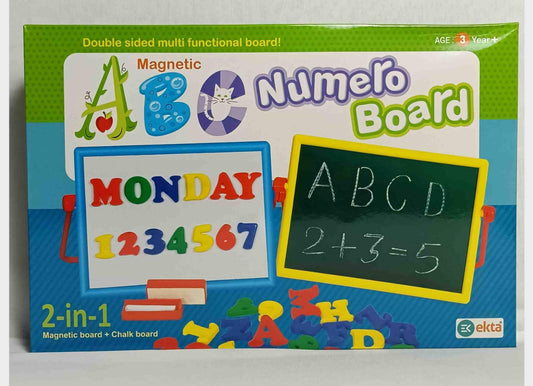 Double sided multi functional board!
AGE: 3 Year+
Magnetic
ABC Numero
Board
MONDAY
1234567
ABCD
2+3=5
2-in-1
Magnetic board + Chalk board
EK ekta